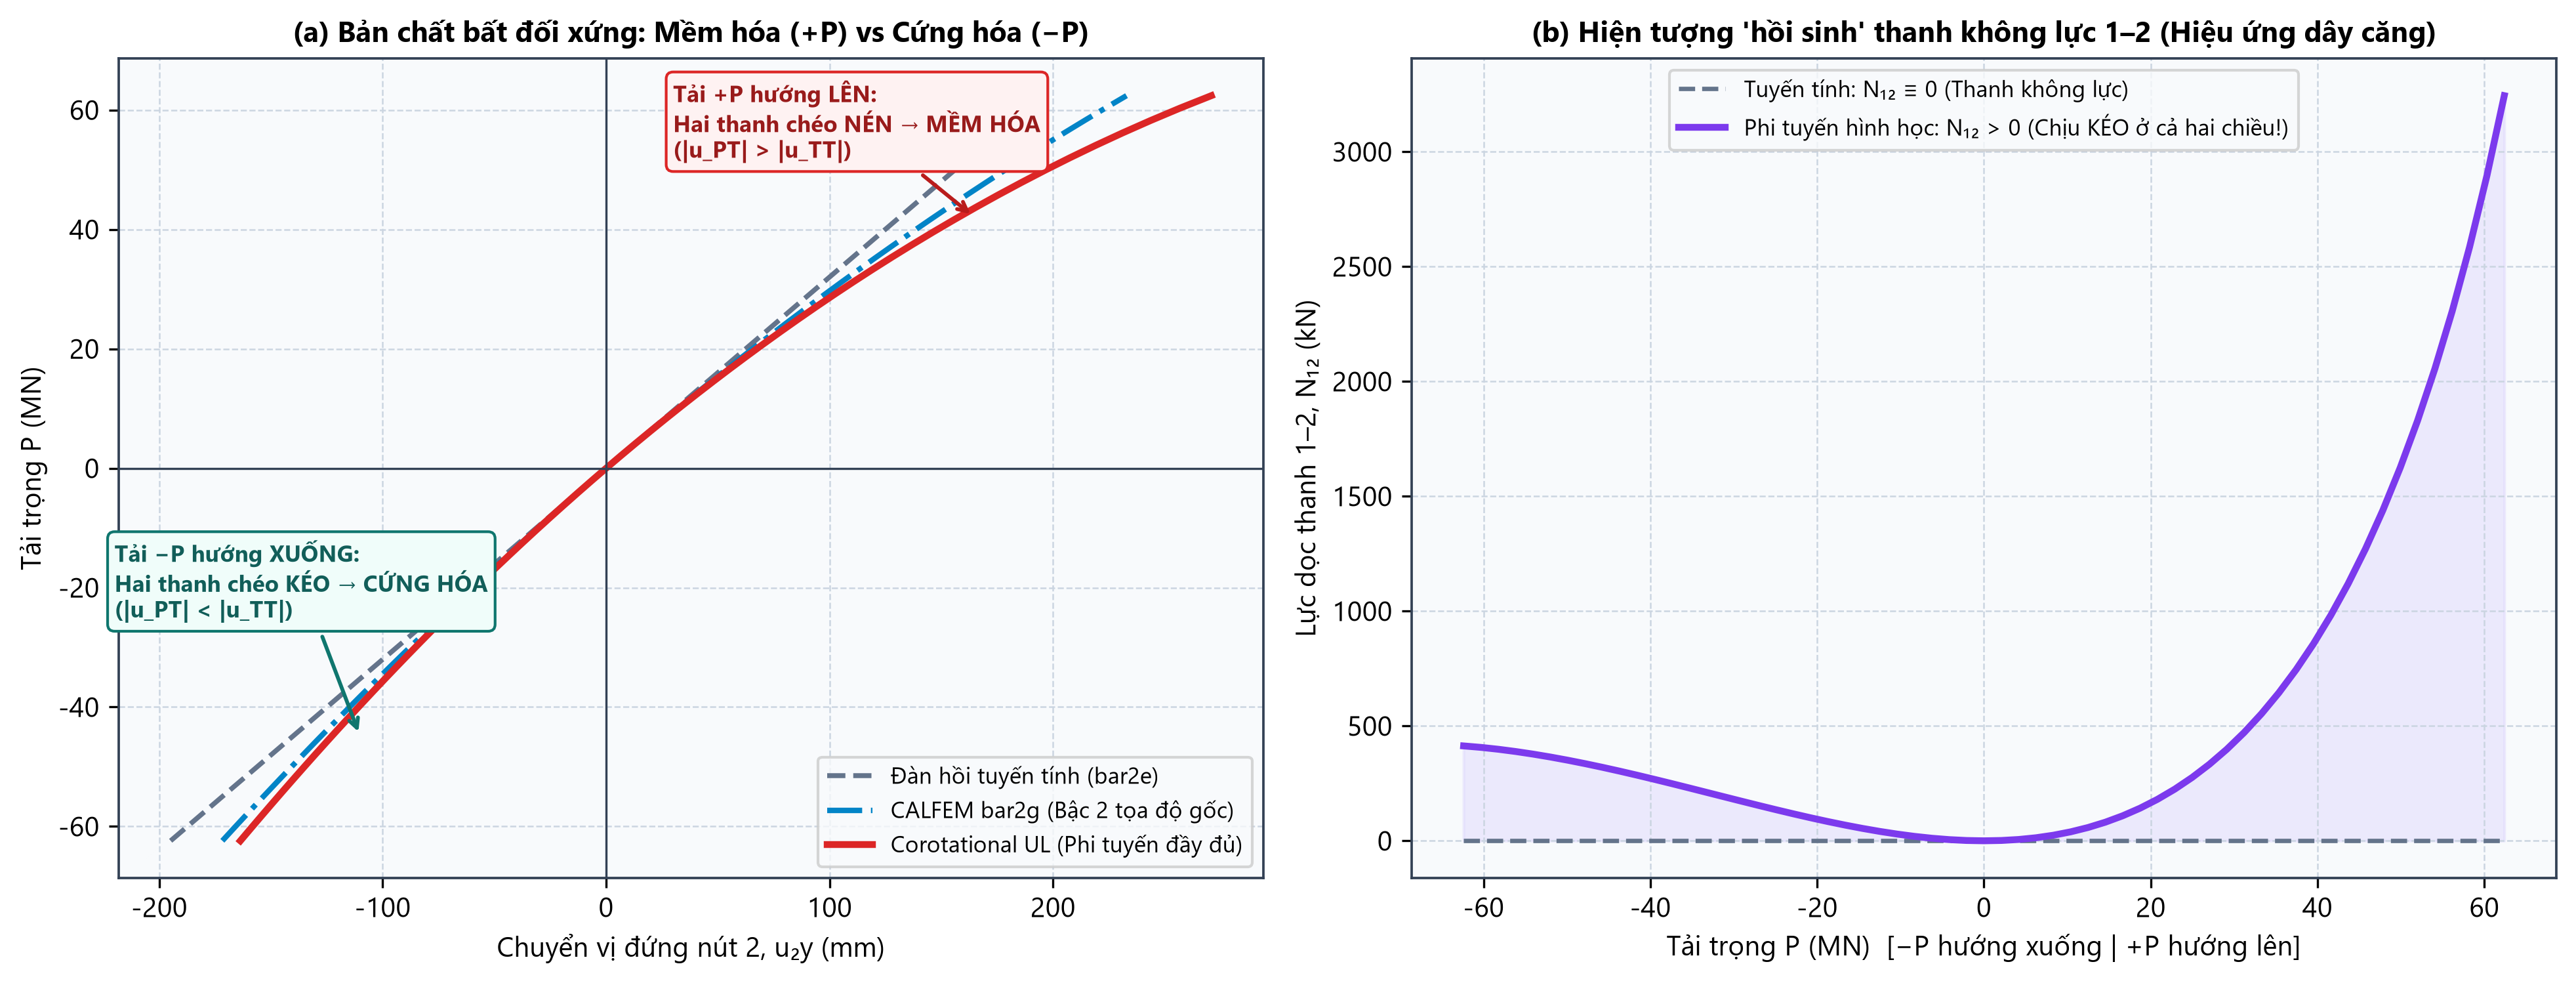 (a) Bản chất bất đối xứng: Mềm hóa (+P) vs Cứng hóa (−P)
Tải trọng P (MN)
60
40
20
0
-20
-40
-60
Tải +P hướng LÊN:
Hai thanh chéo NÉN → MỀM HÓA
(|u_PT| > |u_TT|)
Tải −P hướng XUỐNG:
Hai thanh chéo KÉO → CỨNG HÓA
(|u_PT| < |u_TT|)
Đàn hồi tuyến tính (bar2e)
CALFEM bar2g (Bậc 2 tọa độ gốc)
Corotational UL (Phi tuyến đầy đủ)
-200
-100
0
100
200
Chuyển vị đứng nút 2, u₂y (mm)
(b) Hiện tượng 'hồi sinh' thanh không lực 1–2 (Hiệu ứng dây căng)
Tuyến tính: N₁₂ ≡ 0 (Thanh không lực)
Phi tuyến hình học: N₁₂ > 0 (Chịu KÉO ở cả hai chiều!)
Lực dọc thanh 1–2, N₁₂ (kN)
3000
2500
2000
1500
1000
500
0
-60
-40
-20
0
20
40
60
Tải trọng P (MN)  [−P hướng xuống | +P hướng lên]